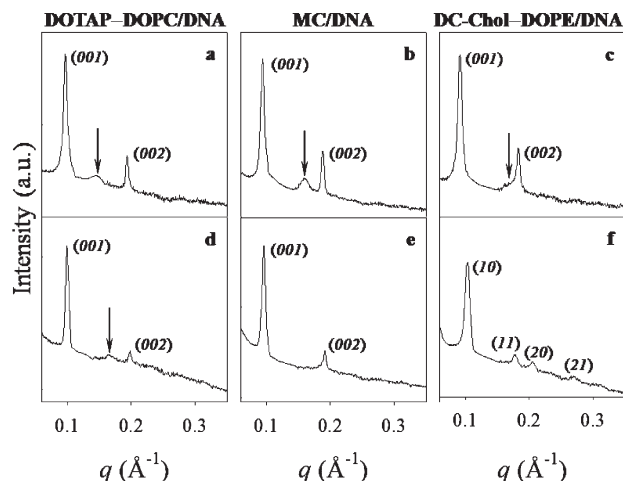 DOTAP–DOPC/DNA MC/DNA DC-Chol–DOPE/DNA
(001) a (001) b (001) c
(002) (002) (002)
(001) d (001) e (10) f
(002) (002) (11) (20) (21)
Intensity (a.u.)
0.1 0.2 0.3 0.1 0.2 0.3 0.1 0.2 0.3
q (Å⁻¹) q (Å⁻¹) q (Å⁻¹)